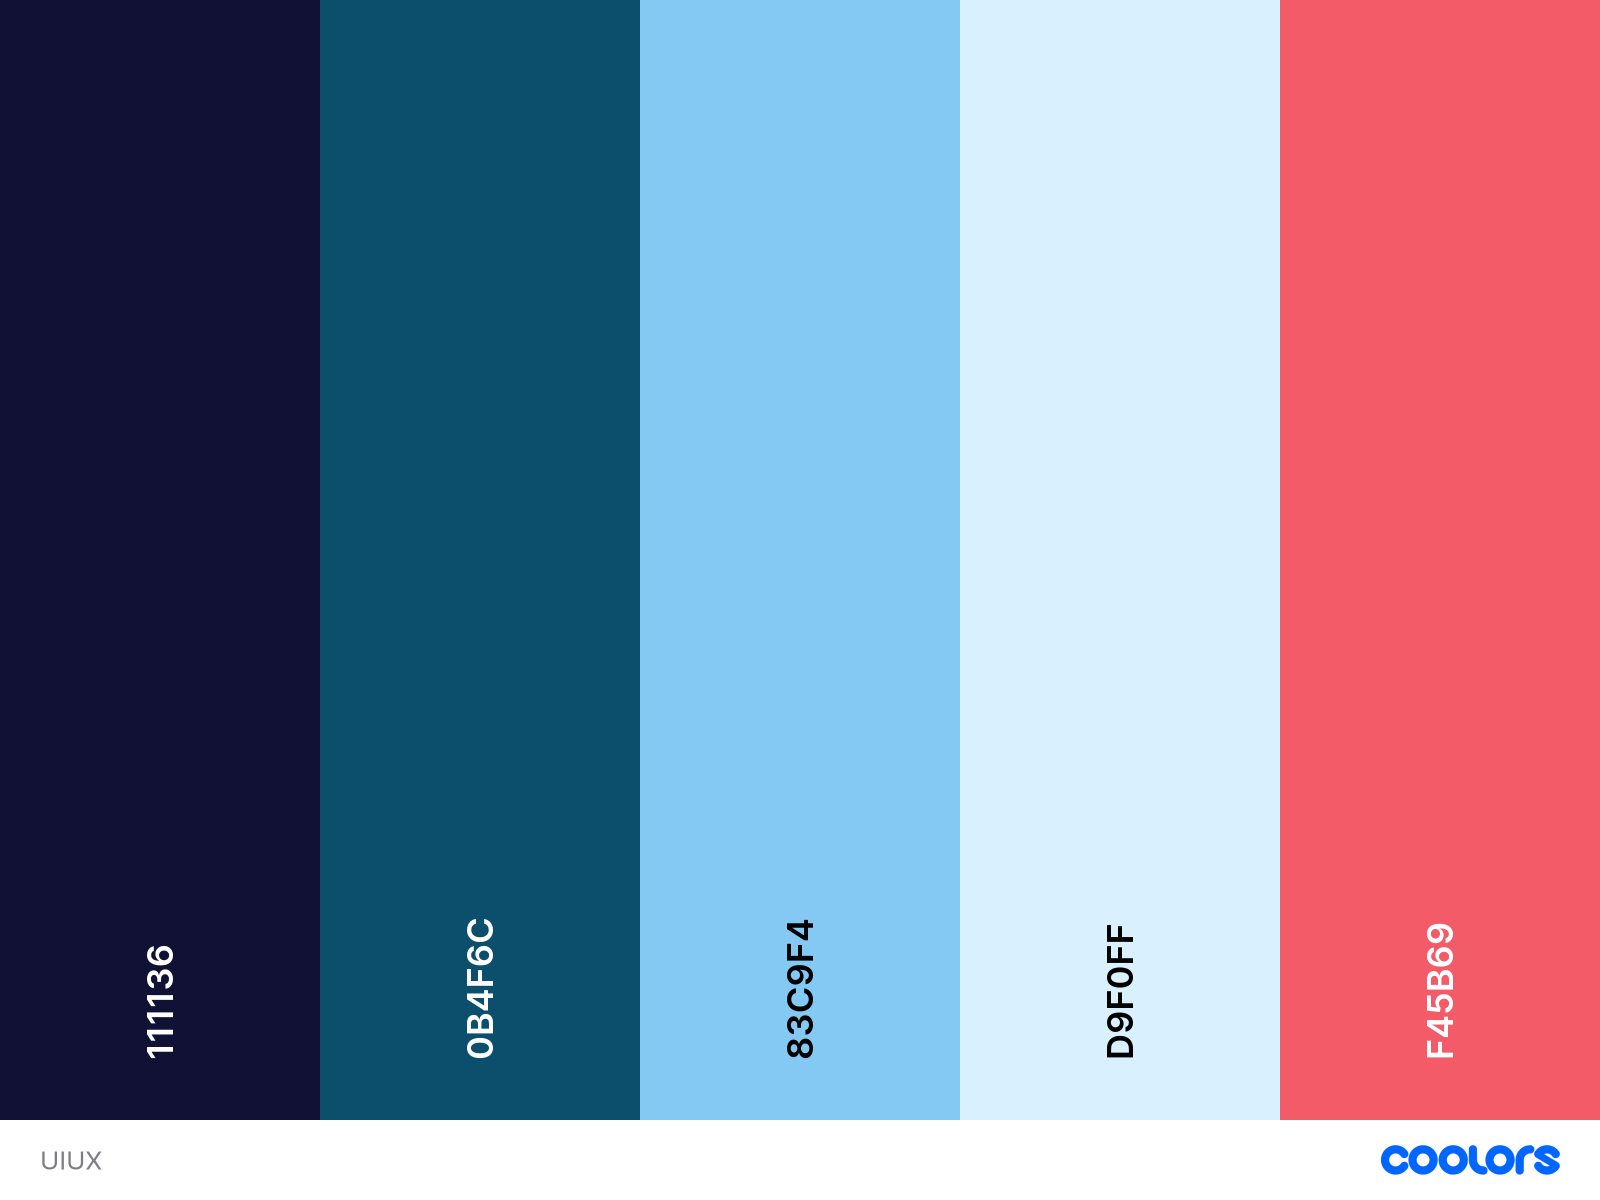 111136
0B4F6C
83C9F4
D9F0FF
F45B69
UIUX
coolors